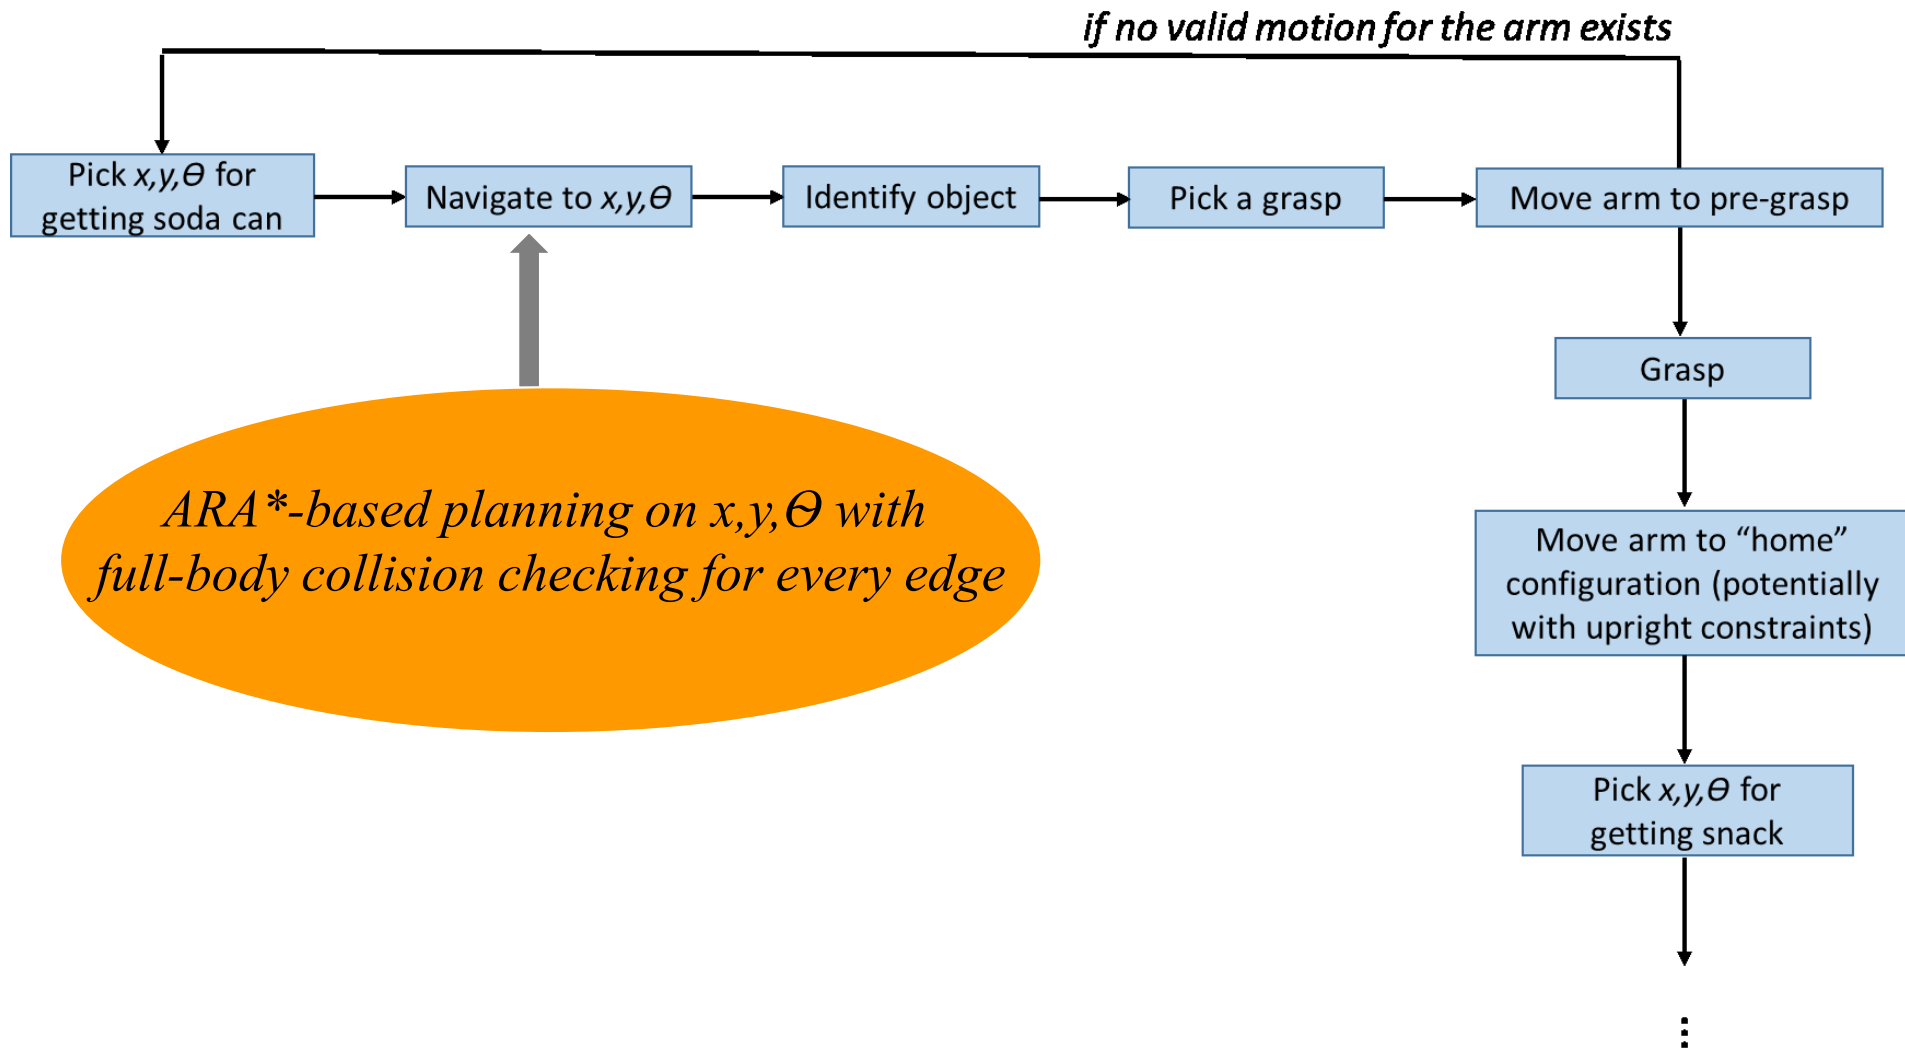 if no valid motion for the arm exists
Pick x,y,Θ for
getting soda can
Navigate to x,y,Θ
Identify object
Pick a grasp
Move arm to pre-grasp
Grasp
ARA*-based planning on x,y,Θ with
full-body collision checking for every edge
Move arm to “home”
configuration (potentially
with upright constraints)
Pick x,y,Θ for
getting snack
⋮